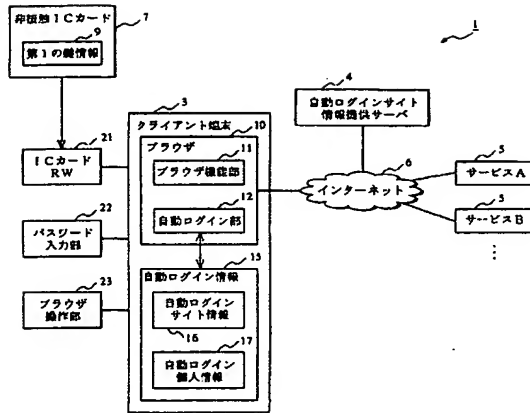 非接触ICカード
7
9
第1の鍵情報
1
3
クライアント端末
10
ブラウザ
11
ブラウザ機能部
12
自動ログイン部
15
自動ログイン情報
自動ログイン
サイト情報
16
17
自動ログイン
個人情報
21
ICカード
RW
22
パスワード
入力部
23
ブラウザ
操作部
4
自動ログインサイト
情報提供サーバ
6
インターネット
5
サービスA
5
サービスB
⋮